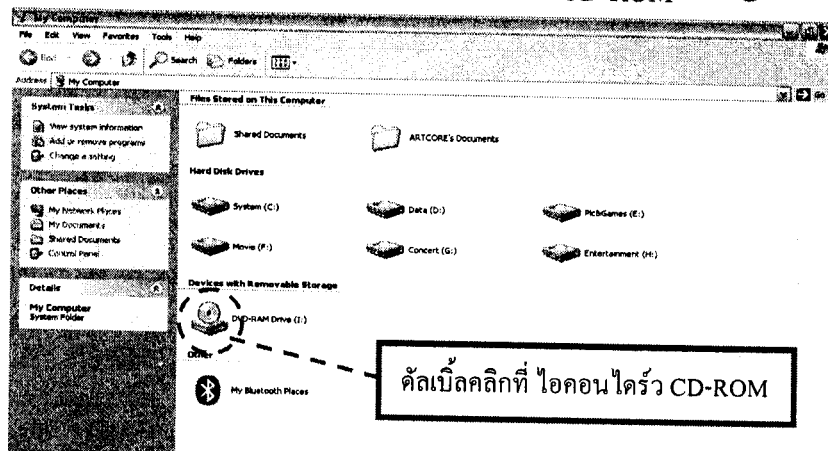 My Computer
File Edit View Favorites Tools Help
Search Folders
Address My Computer Go
System Tasks
View system information
Add or remove programs
Change a setting
Other Places
My Network Places
My Documents
Shared Documents
Control Panel
Details
My Computer
System Folder
Files Stored on This Computer
Shared Documents ARTCORE's Documents
Hard Disk Drives
System (C:) Data (D:) Pic&Games (E:)
Movie (F:) Concert (G:) Entertainment (H:)
Devices with Removable Storage
DVD-RAM Drive (I:)
Other
My Bluetooth Places
ดัลเบิ้ลคลิกที่ ไอคอน ไดร์ว CD-ROM